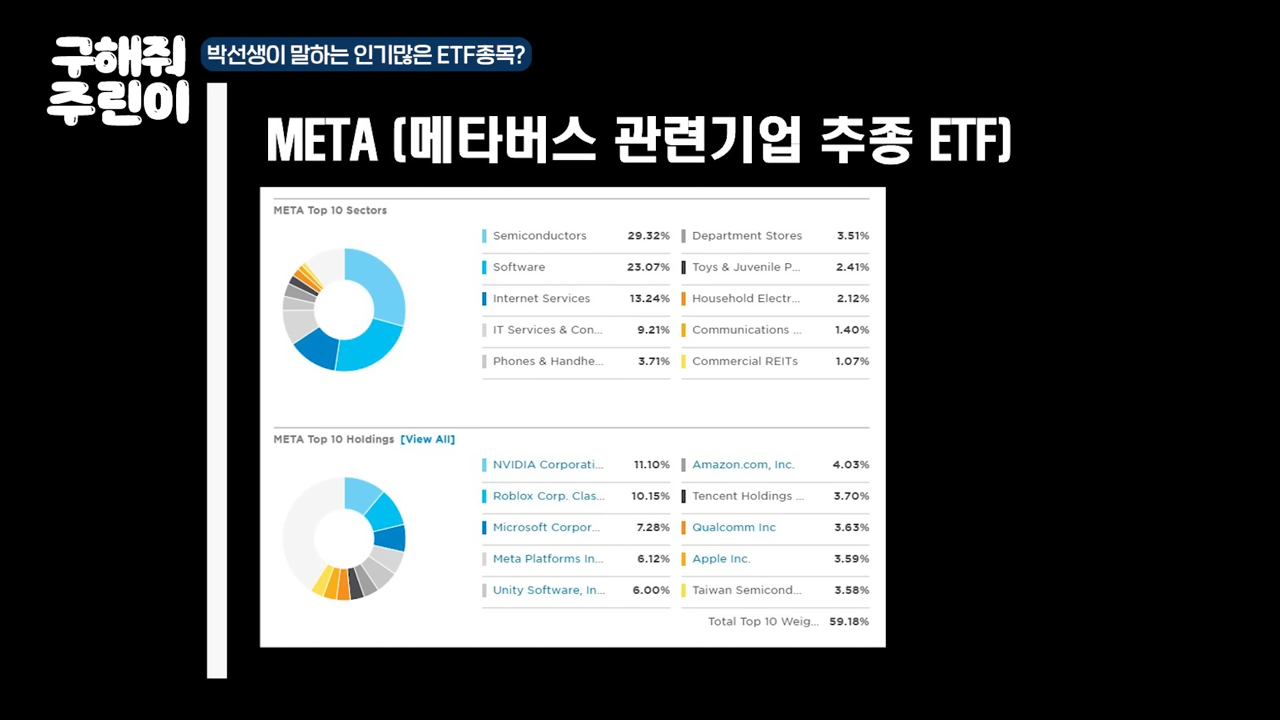 구해줘
주린이
박선생이 말하는 인기많은 ETF종목?
META (메타버스 관련기업 추종 ETF)
META Top 10 Sectors
Semiconductors 29.32%
Software 23.07%
Internet Services 13.24%
IT Services & Con... 9.21%
Phones & Handhe... 3.71%
Department Stores 3.51%
Toys & Juvenile P... 2.41%
Household Electr... 2.12%
Communications ... 1.40%
Commercial REITs 1.07%
META Top 10 Holdings [View All]
NVIDIA Corporati... 11.10%
Roblox Corp. Clas... 10.15%
Microsoft Corpor... 7.28%
Meta Platforms In... 6.12%
Unity Software, In... 6.00%
Amazon.com, Inc. 4.03%
Tencent Holdings ... 3.70%
Qualcomm Inc 3.63%
Apple Inc. 3.59%
Taiwan Semicond... 3.58%
Total Top 10 Weig... 59.18%